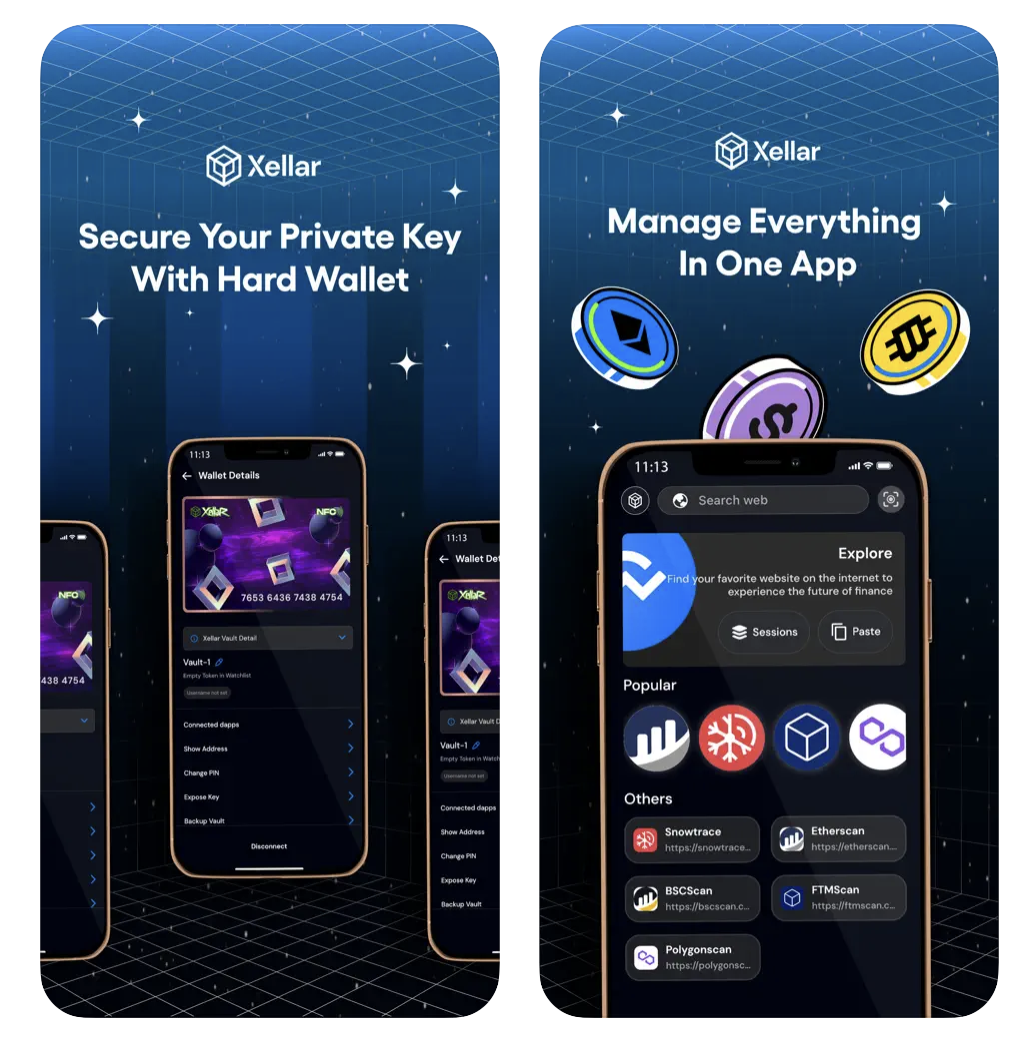 Xellar
Secure Your Private Key
With Hard Wallet
11:13
Wallet Details
XellaR
NFC
7653 6436 7438 4754
Xellar Vault Detail
Vault-1
Empty Token in Watchlist
Username not set
Connected dapps
Show Address
Change PIN
Expose Key
Backup Vault
Disconnect
NFC
438 4754
11:13
Wallet Det
XellaR
7653
Xellar Vault D
Vault-1
Empty Token in Watch
Username not set
Connected dapps
Show Address
Change PIN
Expose Key
Backup Vault
Xellar
Manage Everything
In One App
11:13
Search web
Explore
Find your favorite website on the internet to
experience the future of finance
Sessions
Paste
Popular
Others
Snowtrace
https://snowtrace...
Etherscan
https://etherscan....
BSCScan
https://bscscan.c...
FTMScan
https://ftmscan.c...
Polygonscan
https://polygonsc...